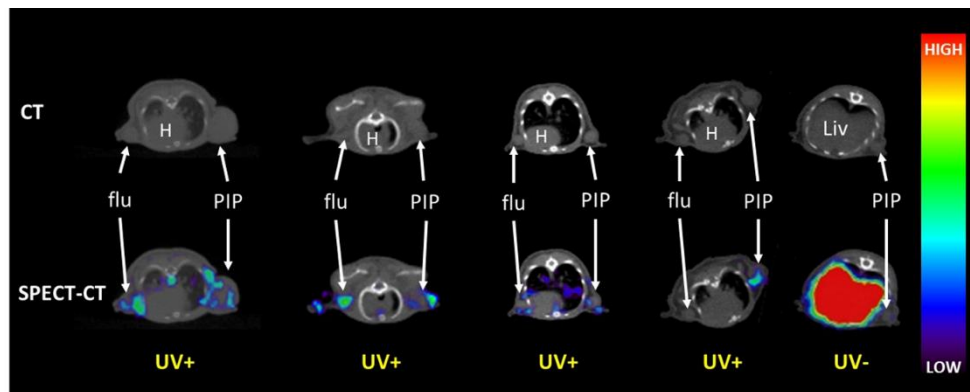 CT
H
H
H
H
Liv
HIGH
flu
PIP
flu
PIP
flu
PIP
flu
PIP
PIP
SPECT-CT
UV+
UV+
UV+
UV+
UV-
LOW